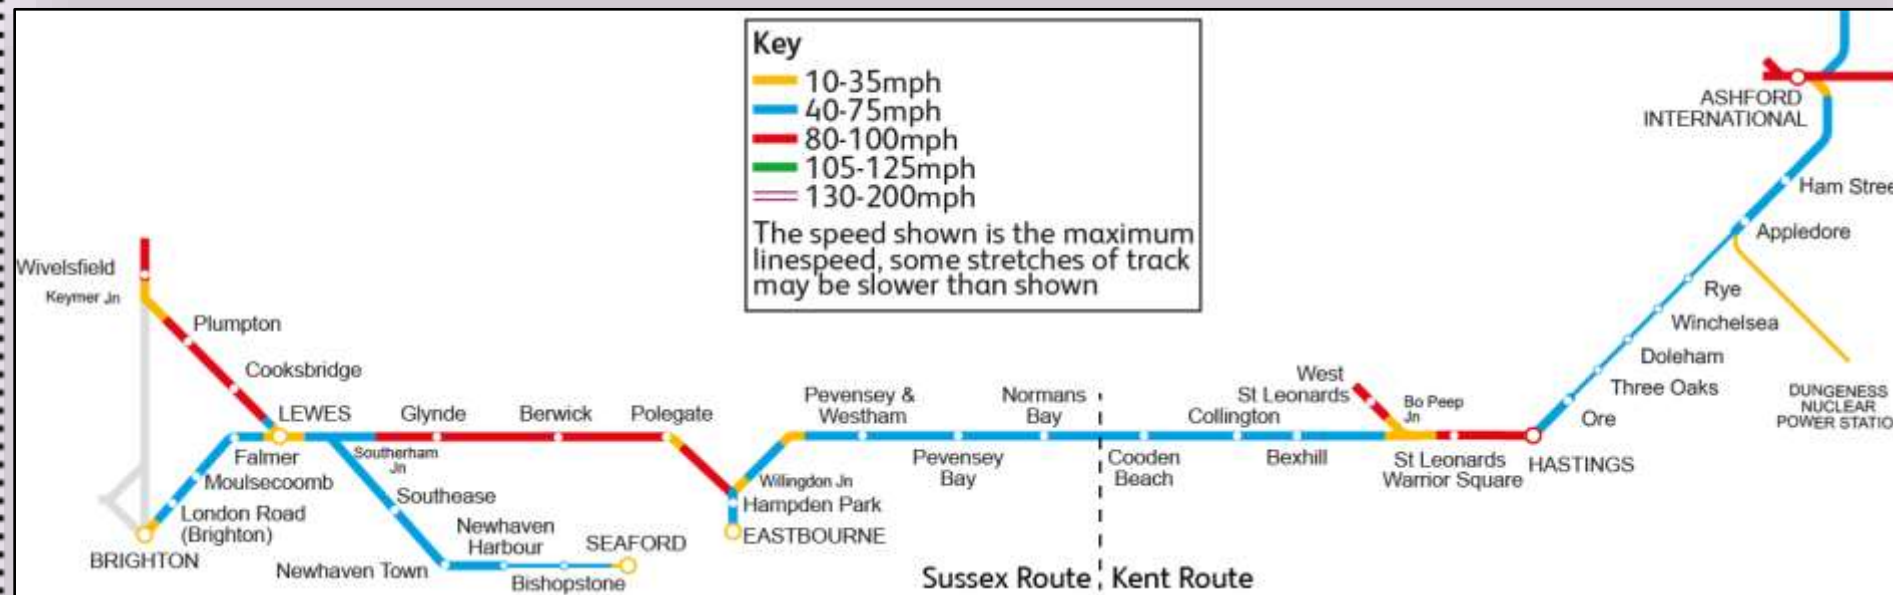 Key
10-35mph
40-75mph
80-100mph
105-125mph
130-200mph
The speed shown is the maximum
linespeed, some stretches of track
may be slower than shown
ASHFORD
INTERNATIONAL
Ham Stree
Appledore
Rye
Winchelsea
Doleham
Three Oaks
Ore
DUNGENESS
NUCLEAR
POWER STATIO
Wivelsfield
Keymer Jn
Plumpton
Cooksbridge
LEWES
Glynde
Berwick
Polegate
Pevensey &
Westham
Normans
Bay
Collington
West
St Leonards
Bo Peep
Jn
Falmer
Moulsecoomb
London Road
(Brighton)
BRIGHTON
Southerham
Jn
Southease
Newhaven
Harbour
SEAFORD
Newhaven Town
Bishopstone
Willingdon Jn
Hampden Park
EASTBOURNE
Pevensey
Bay
Cooden
Beach
Bexhill
St Leonards
Warrior Square
HASTINGS
Sussex Route
Kent Route